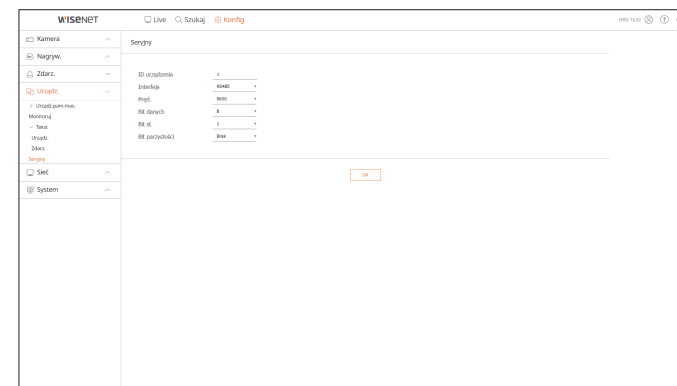 WISENET
Live Szukaj Konfig
HRX-1632
Kamera
Nagryw.
Zdarz.
Urządz.
Urządz.pam.mas.
Monitoruj
Tekst
Urządz.
Zdarz.
Seryjny
Sieć
System
Seryjny
ID urządzenia 1
Interfejs RS485
Pręd. 9600
Bit danych 8
Bit st. 1
Bit parzystości Brak
OK